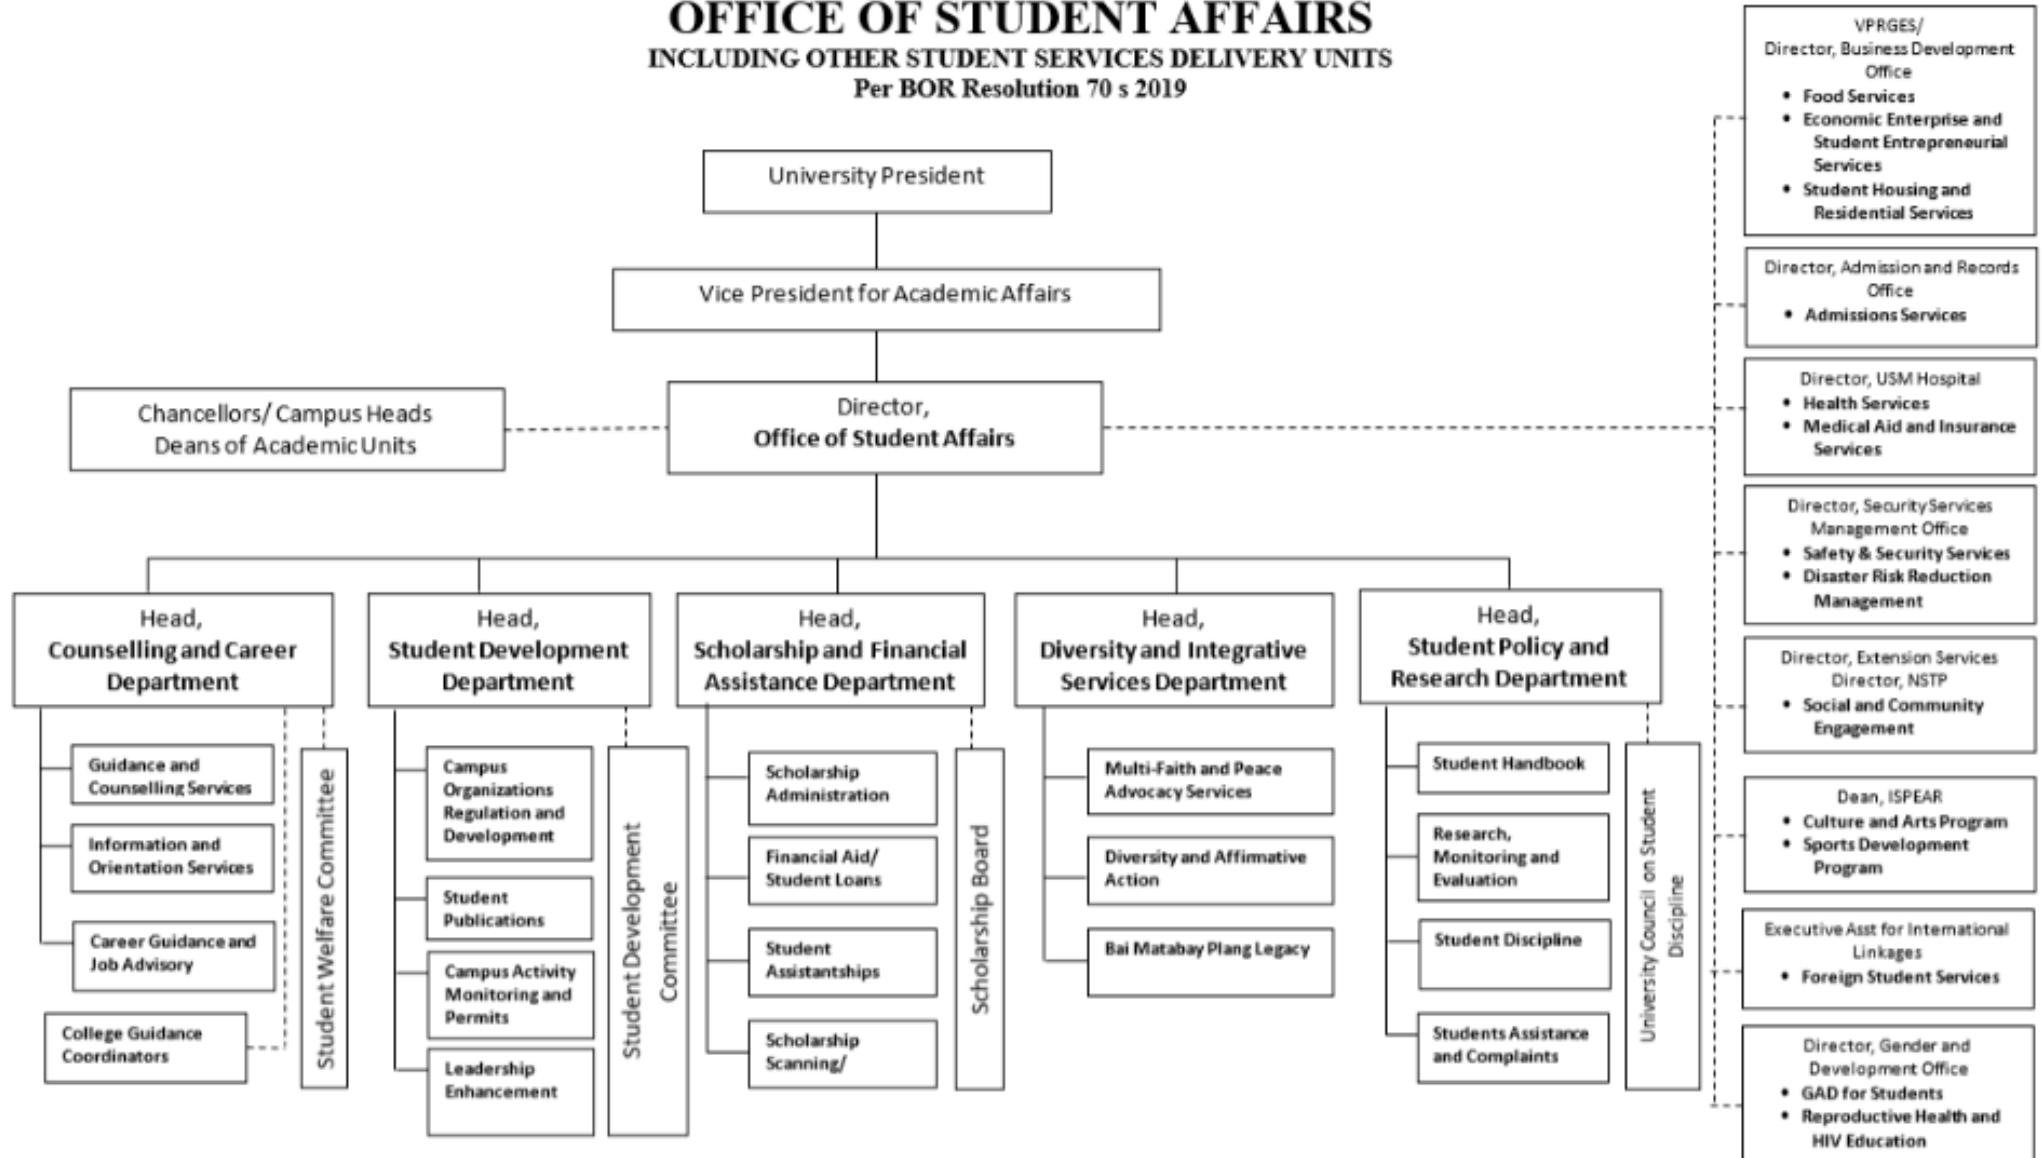 OFFICE OF STUDENT AFFAIRS
INCLUDING OTHER STUDENT SERVICES DELIVERY UNITS
Per BOR Resolution 70 s 2019
University President
Vice President for Academic Affairs
Chancellors/ Campus Heads
Deans of Academic Units
Director,
Office of Student Affairs
Head,
Counselling and Career
Department
Guidance and
Counselling Services
Information and
Orientation Services
Career Guidance and
Job Advisory
College Guidance
Coordinators
Student Welfare Committee
Head,
Student Development
Department
Campus
Organizations
Regulation and
Development
Student
Publications
Campus Activity
Monitoring and
Permits
Leadership
Enhancement
Student Development
Committee
Head,
Scholarship and Financial
Assistance Department
Scholarship
Administration
Financial Aid/
Student Loans
Student
Assistantships
Scholarship
Scanning/
Scholarship Board
Head,
Diversity and Integrative
Services Department
Multi-Faith and Peace
Advocacy Services
Diversity and Affirmative
Action
Bai Matabay Plang Legacy
Head,
Student Policy and
Research Department
Student Handbook
Research,
Monitoring and
Evaluation
Student Discipline
Students Assistance
and Complaints
University Council on Student
Discipline
VPRGES/
Director, Business Development
Office
• Food Services
• Economic Enterprise and
Student Entrepreneurial
Services
• Student Housing and
Residential Services
Director, Admission and Records
Office
• Admissions Services
Director, USM Hospital
• Health Services
• Medical Aid and Insurance
Services
Director, Security Services
Management Office
• Safety & Security Services
• Disaster Risk Reduction
Management
Director, Extension Services
Director, NSTP
• Social and Community
Engagement
Dean, ISPEAR
• Culture and Arts Program
• Sports Development
Program
Executive Asst for International
Linkages
• Foreign Student Services
Director, Gender and
Development Office
• GAD for Students
• Reproductive Health and
HIV Education